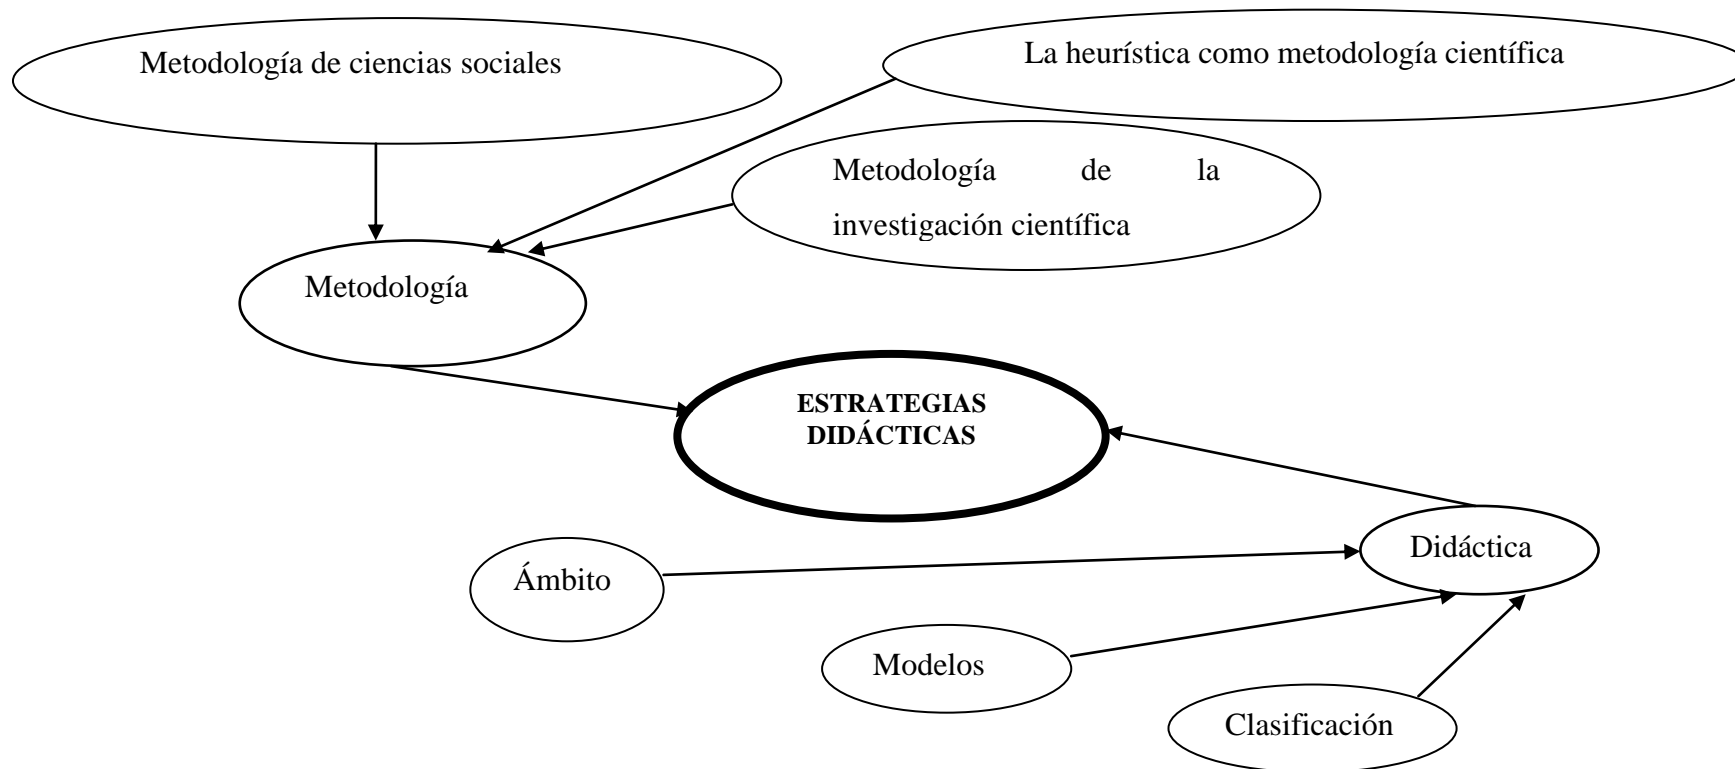 Metodología de ciencias sociales
La heurística como metodología científica
Metodología de la
investigación científica
Metodología
ESTRATEGIAS
DIDÁCTICAS
Didáctica
Ámbito
Modelos
Clasificación